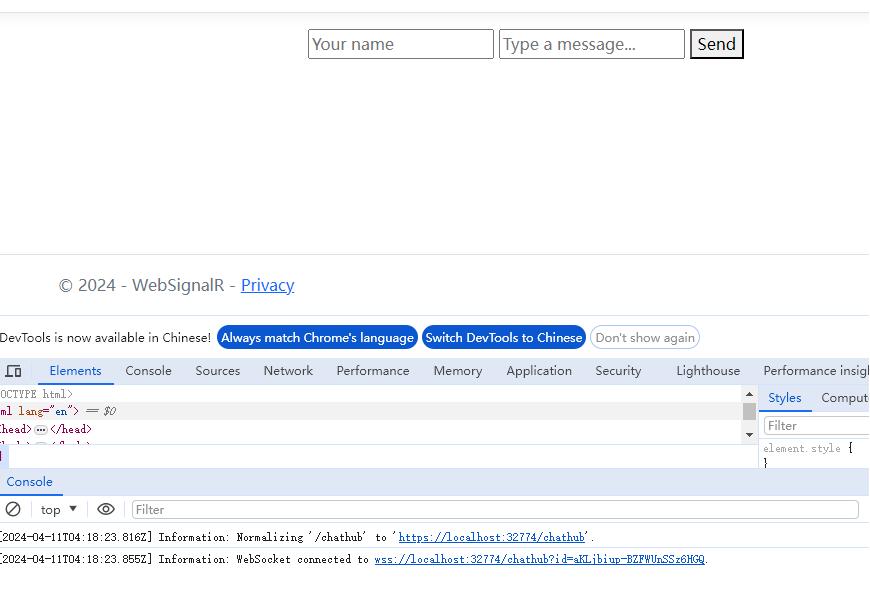 Your name Type a message... Send
© 2024 - WebSignalR - Privacy
DevTools is now available in Chinese! Always match Chrome's language Switch DevTools to Chinese Don't show again
Elements Console Sources Network Performance Memory Application Security Lighthouse Performance insigh
OCTYPE html>
ml lang="en"> == $0
head> ... </head>
Styles Comput
Filter
element.style {
}
Console
top Filter
[2024-04-11T04:18:23.816Z] Information: Normalizing '/chathub' to 'https://localhost:32774/chathub'.
[2024-04-11T04:18:23.855Z] Information: WebSocket connected to wss://localhost:32774/chathub?id=aKLjbiup-BZFWUnSSz6HGQ.